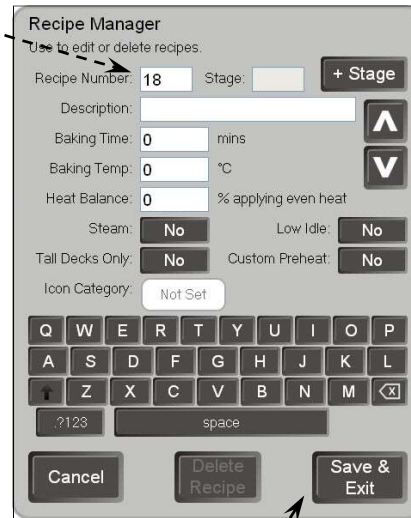 Recipe Manager
Use to edit or delete recipes.
Recipe Number: 18 Stage: + Stage
Description:
Baking Time: 0 mins
Baking Temp: 0 °C
Heat Balance: 0 % applying even heat
Steam: No Low Idle: No
Tall Decks Only: No Custom Preheat: No
Icon Category: Not Set
Q W E R T Y U I O P
A S D F G H J K L
Z X C V B N M
.?123 space
Cancel Delete Recipe Save & Exit